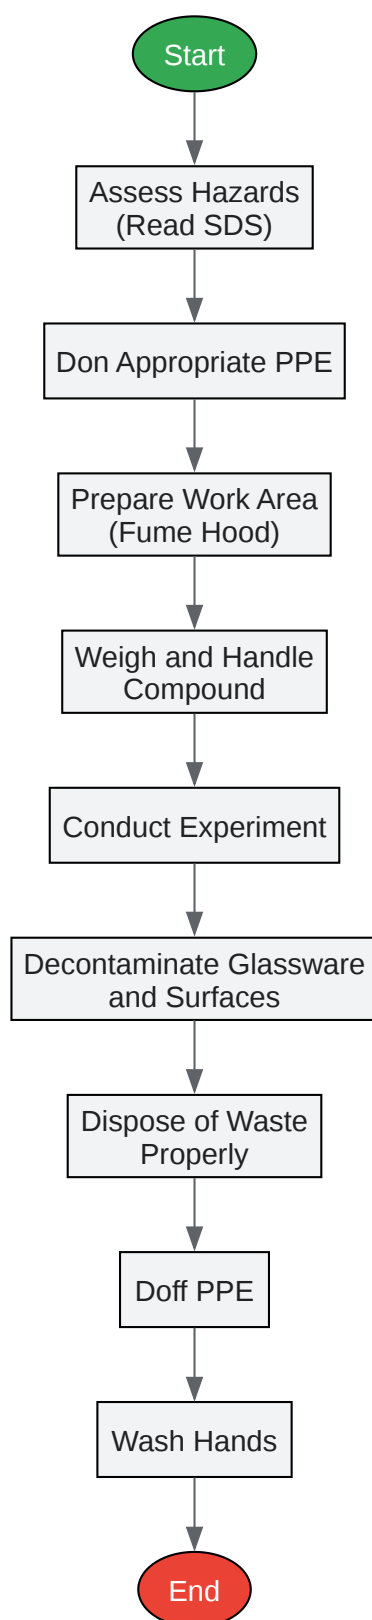 Start
Assess Hazards
(Read SDS)
Don Appropriate PPE
Prepare Work Area
(Fume Hood)
Weigh and Handle
Compound
Conduct Experiment
Decontaminate Glassware
and Surfaces
Dispose of Waste
Properly
Doff PPE
Wash Hands
End